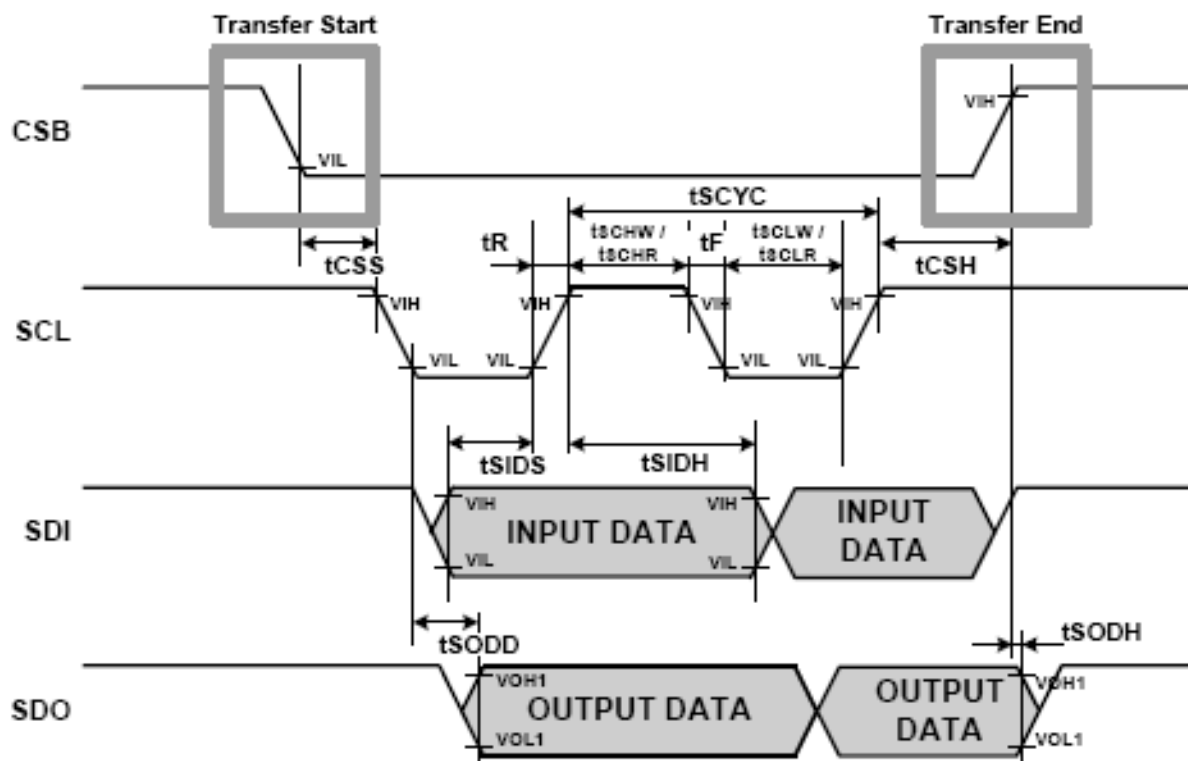 Transfer Start
Transfer End
CSB
VIL
VIH
tSCYC
tCSS
tR
tSCHW /
tSCHR
tF
tSCLW /
tSCLR
tCSH
SCL
VIH
VIH
VIH
VIH
VIL
VIL
VIL
VIL
tSIDS
tSIDH
SDI
VIH
VIL
INPUT DATA
VIH
VIL
INPUT
DATA
tSODD
tSODH
SDO
VOH1
VOL1
OUTPUT DATA
OUTPUT
DATA
VOH1
VOL1